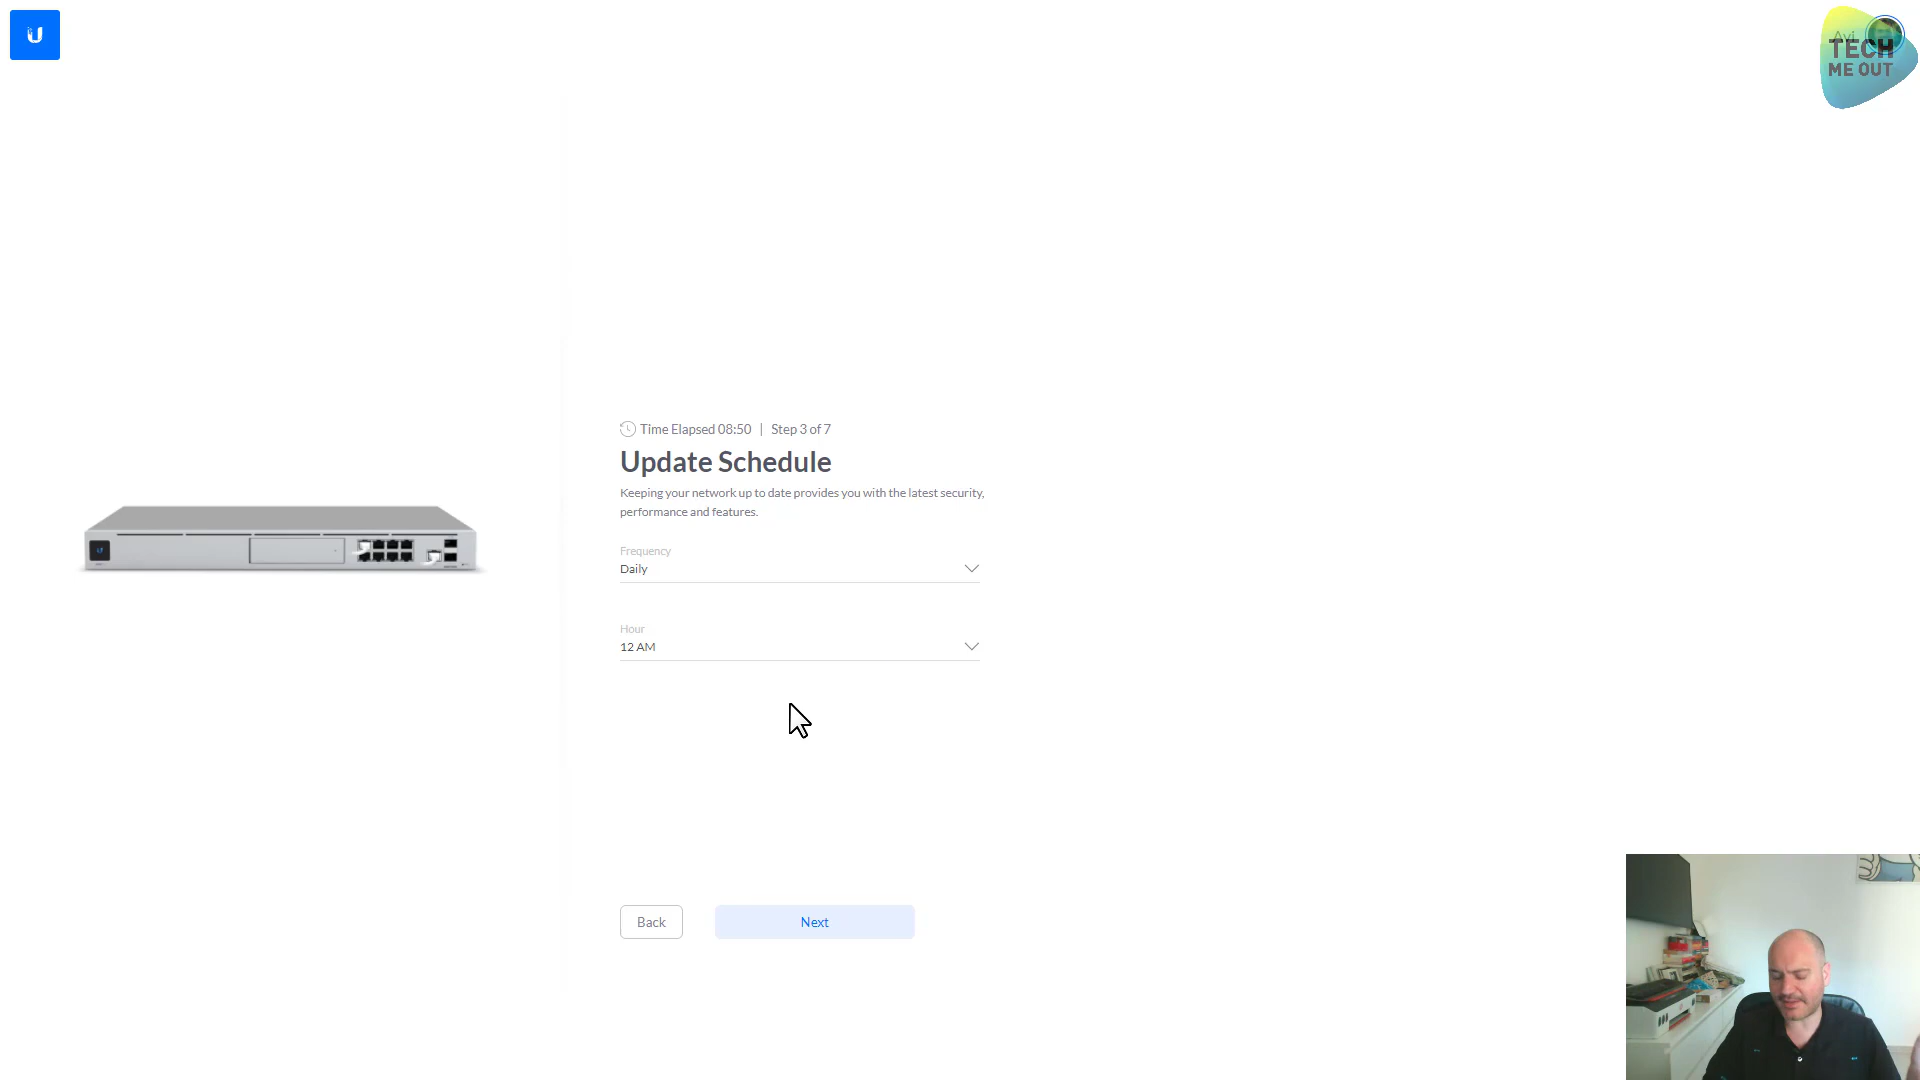 Avi
TECH
ME OUT
Time Elapsed 08:50 | Step 3 of 7
Update Schedule
Keeping your network up to date provides you with the latest security,
performance and features.
Frequency
Daily
Hour
12 AM
Back
Next